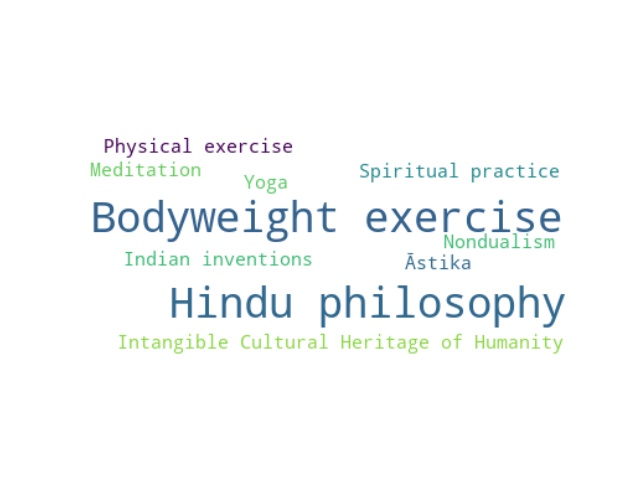 Physical exercise
Meditation
Spiritual practice
Yoga
Bodyweight exercise
Nondualism
Indian inventions
Āstika
Hindu philosophy
Intangible Cultural Heritage of Humanity